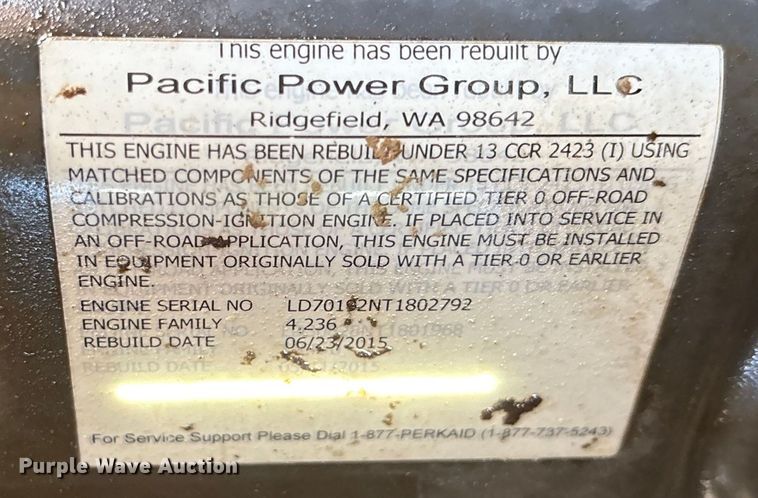 This engine has been rebuilt by
Pacific Power Group, LLC
Ridgefield, WA 98642
THIS ENGINE HAS BEEN REBUILT UNDER 13 CCR 2423 (I) USING
MATCHED COMPONENTS OF THE SAME SPECIFICATIONS AND
CALIBRATIONS AS THOSE OF A CERTIFIED TIER 0 OFF-ROAD
COMPRESSION-IGNITION ENGINE. IF PLACED INTO SERVICE IN
AN OFF-ROAD APPLICATION, THIS ENGINE MUST BE INSTALLED
IN EQUIPMENT ORIGINALLY SOLD WITH A TIER 0 OR EARLIER
ENGINE.
ENGINE SERIAL NO LD70192NT1802792
ENGINE FAMILY 4.236
REBUILD DATE 06/23/2015
REBUILD DATE
For Service Support Please Dial 1-877-PERKAID (1-877-737-5243)
Purple Wave Auction